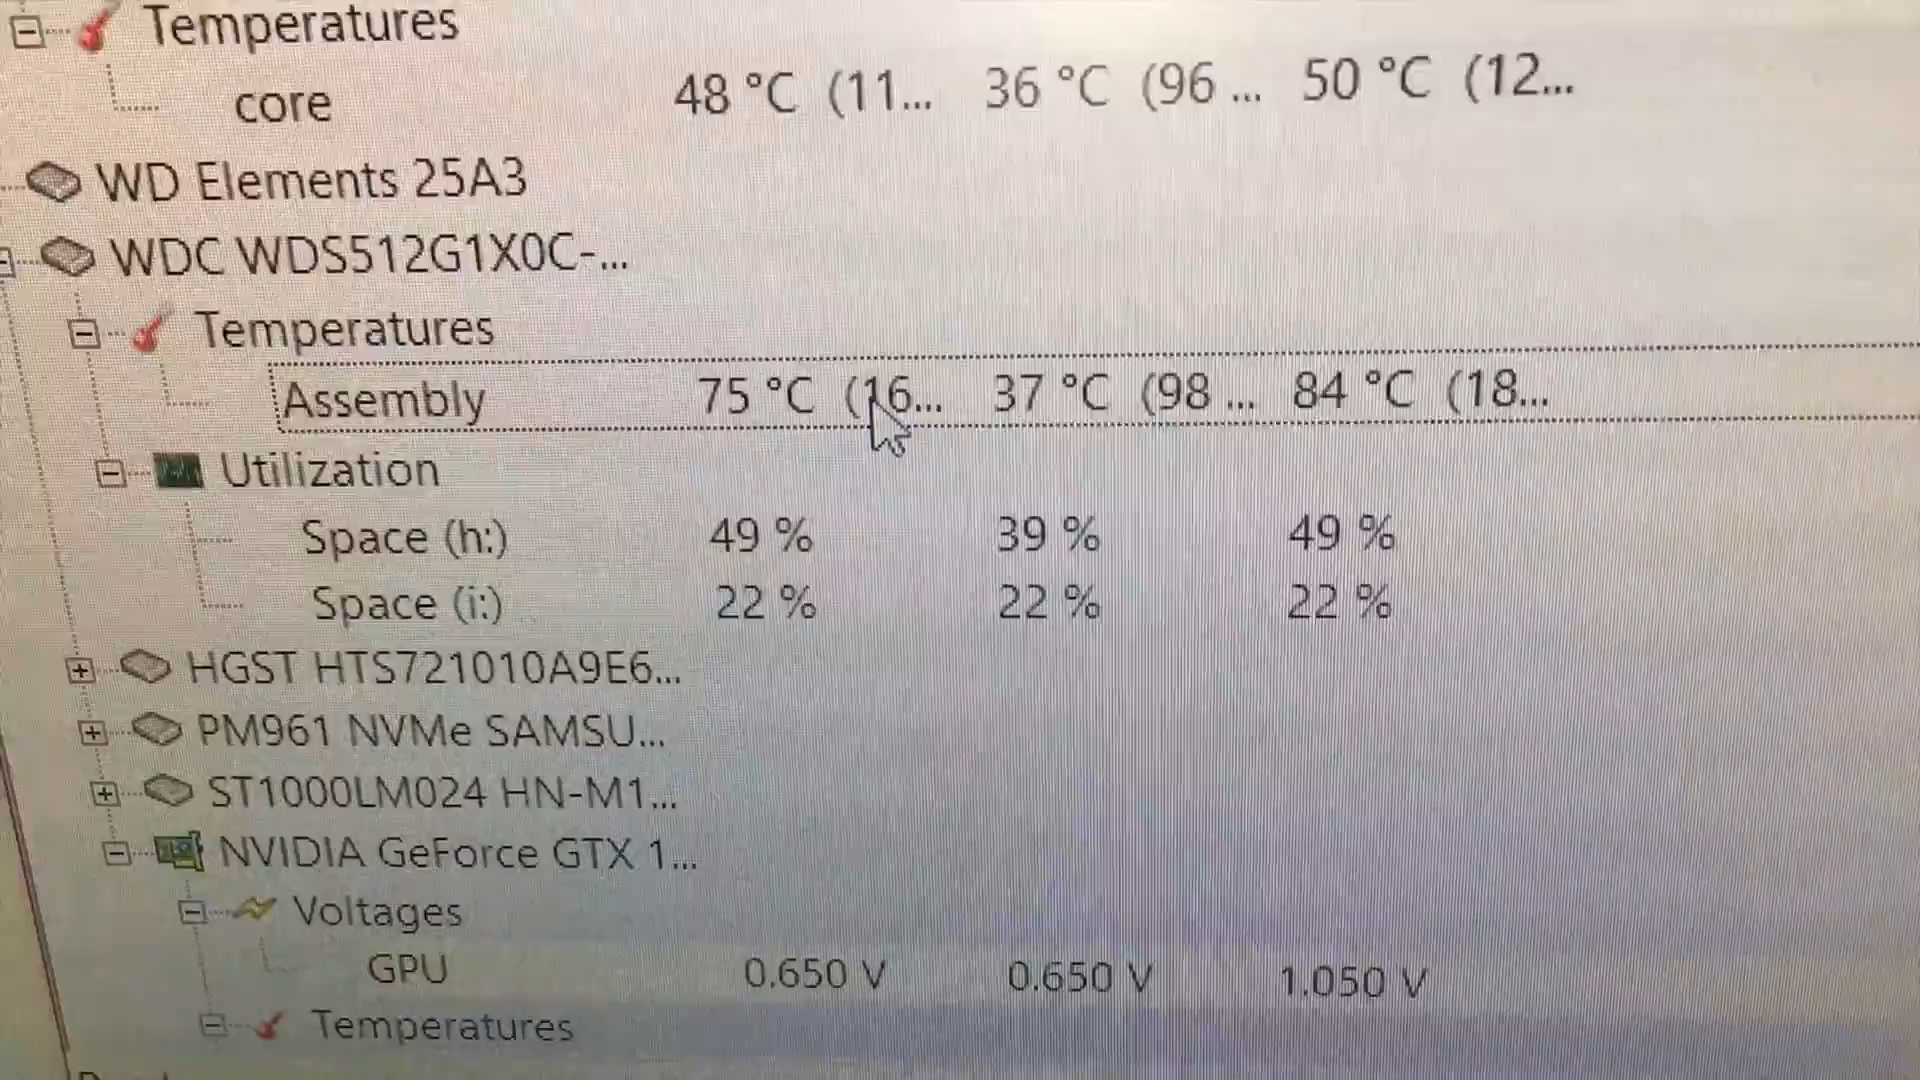 Temperatures
core 48 °C (11... 36 °C (96 ... 50 °C (12...
WD Elements 25A3
WDC WDS512G1X0C-...
Temperatures
Assembly 75 °C (16... 37 °C (98 ... 84 °C (18...
Utilization
Space (h:) 49 % 39 % 49 %
Space (i:) 22 % 22 % 22 %
HGST HTS721010A9E6...
PM961 NVMe SAMSU...
ST1000LM024 HN-M1...
NVIDIA GeForce GTX 1...
Voltages
GPU 0.650 V 0.650 V 1.050 V
Temperatures